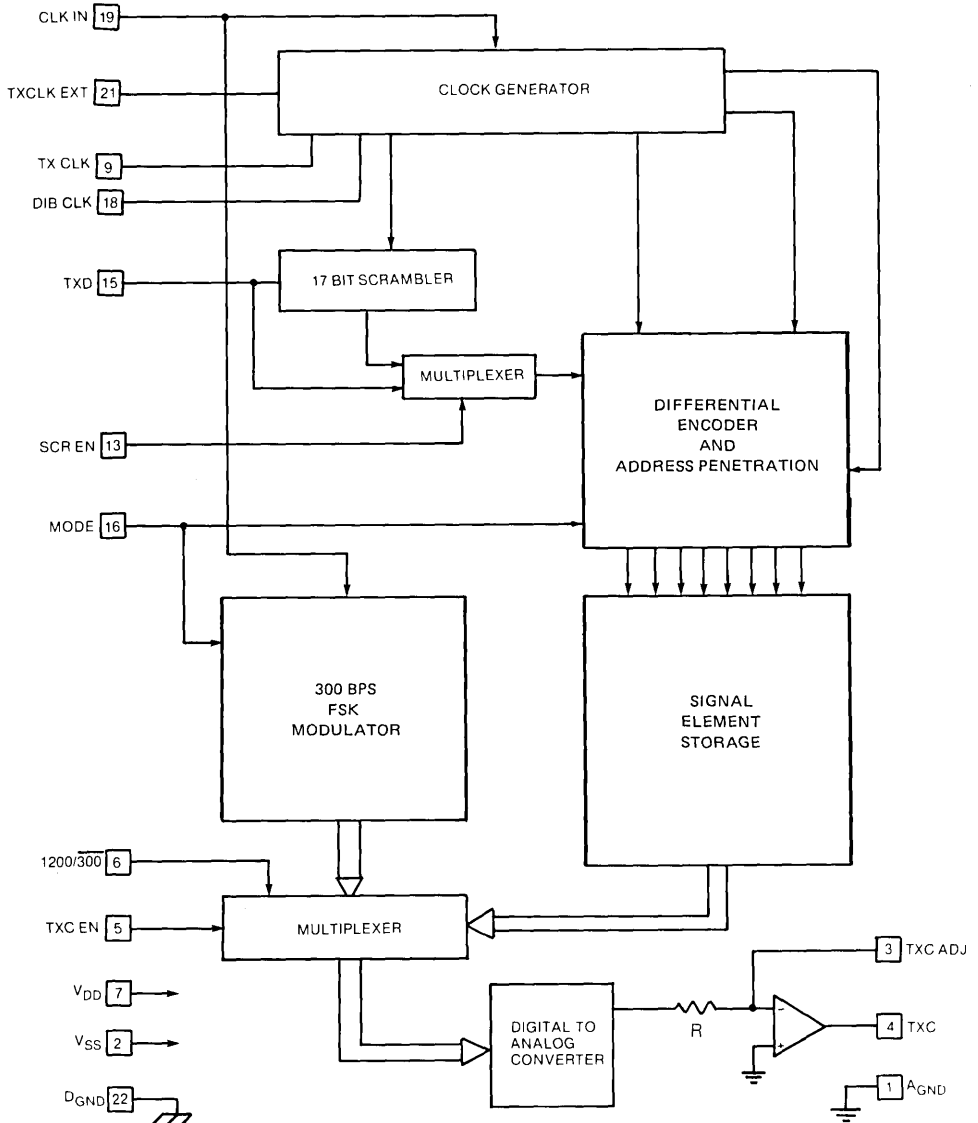 CLK IN 19
CLOCK GENERATOR
TXCLK EXT 21
TX CLK 9
DIB CLK 18
TXD 15
17 BIT SCRAMBLER
MULTIPLEXER
SCR EN 13
DIFFERENTIAL
ENCODER
AND
ADDRESS PENETRATION
MODE 16
300 BPS
FSK
MODULATOR
SIGNAL
ELEMENT
STORAGE
1200/3̅0̅0̅ 6
TXC EN 5
MULTIPLEXER
3 TXC ADJ
VDD 7
VSS 2
DIGITAL TO
ANALOG
CONVERTER
R
−
+
4 TXC
DGND 22
1 AGND